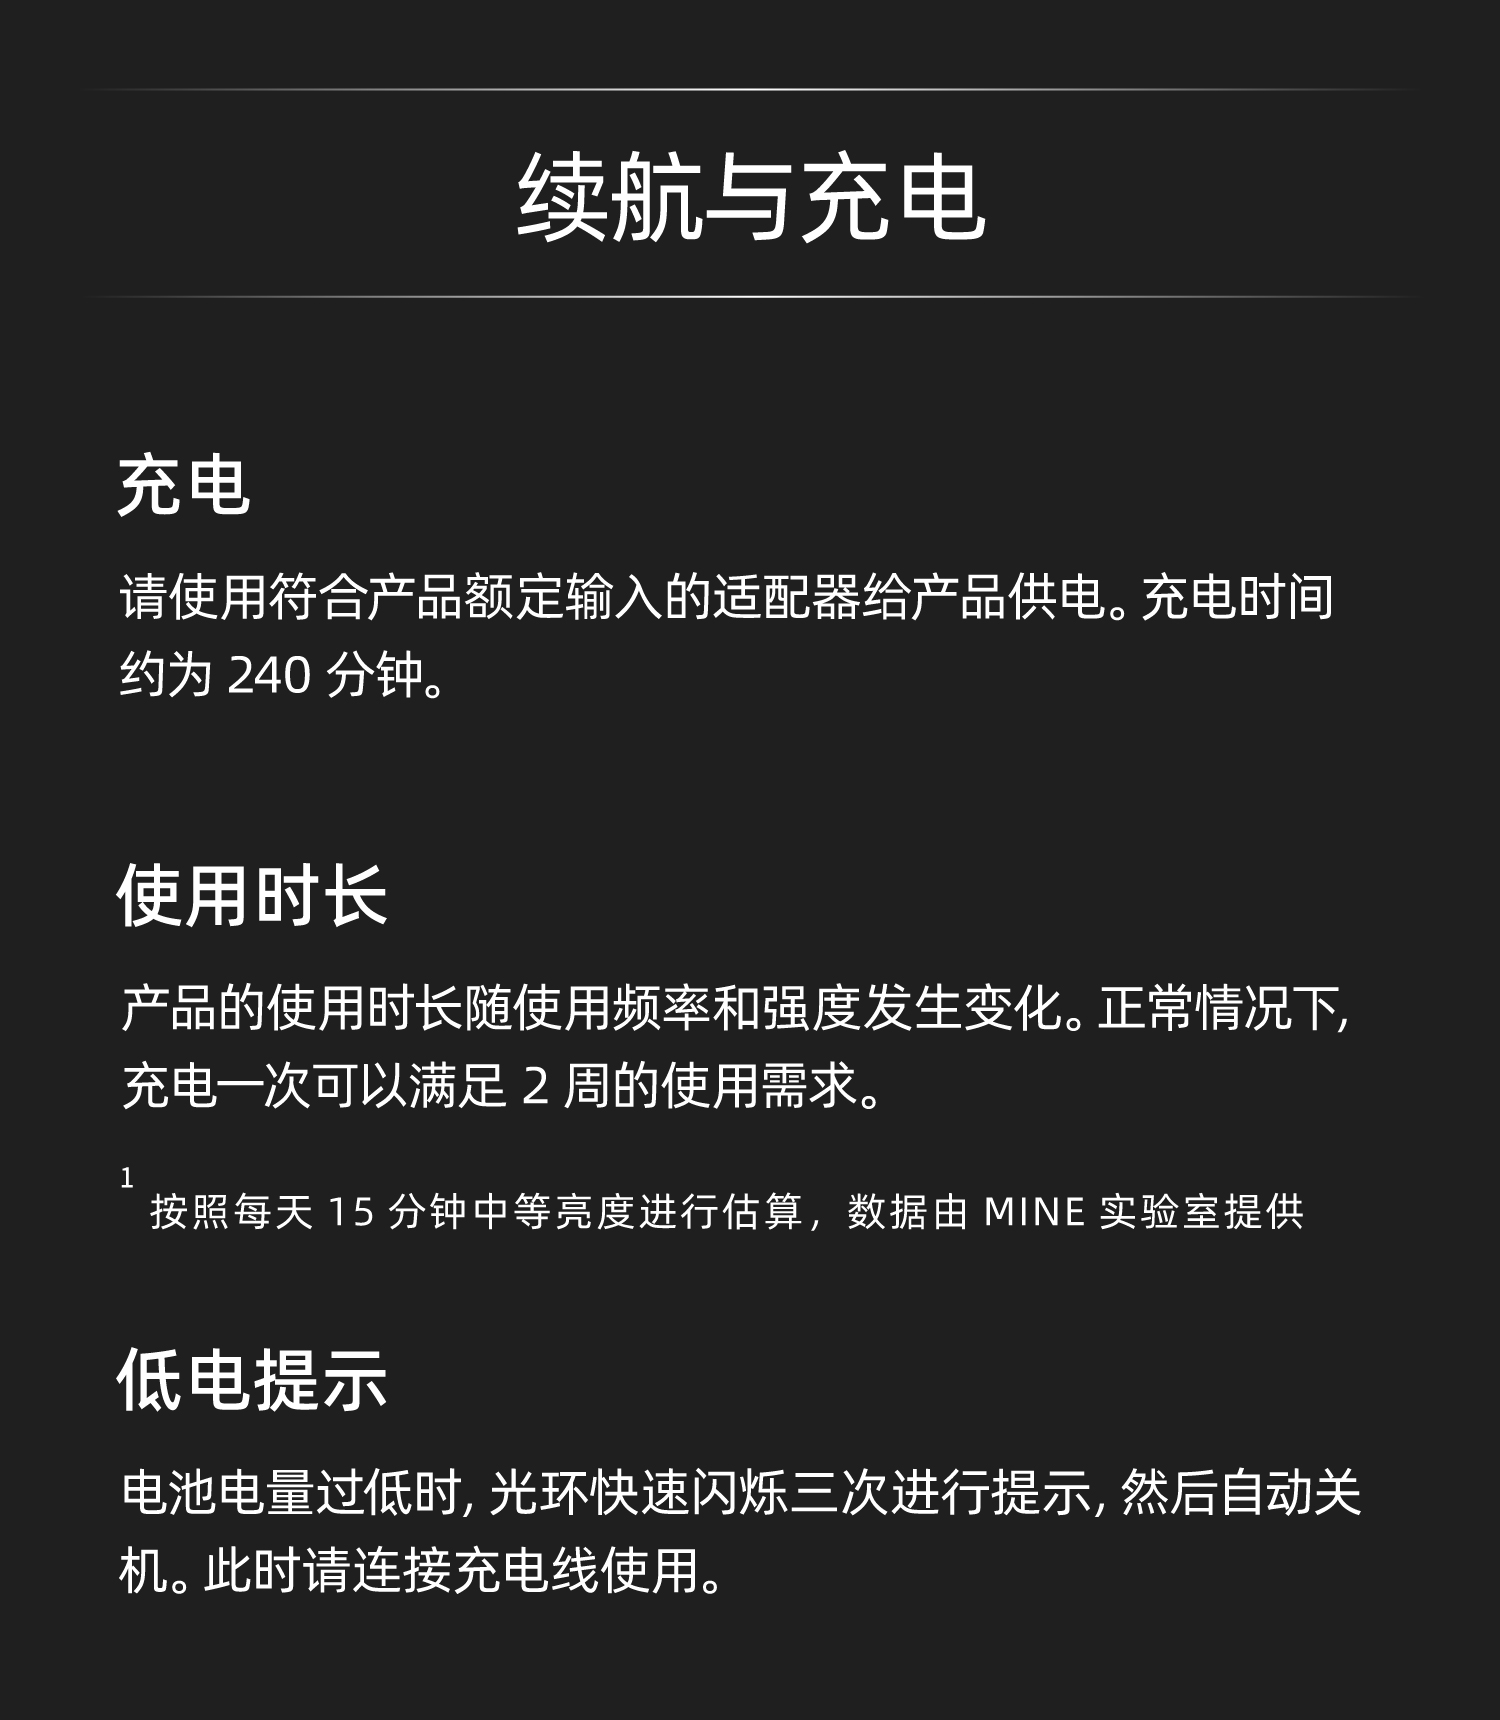 续航与充电
充电
请使用符合产品额定输入的适配器给产品供电。充电时间
约为 240 分钟。
使用时长
产品的使用时长随使用频率和强度发生变化。正常情况下,
充电一次可以满足 2 周的使用需求。
1 按照每天 15 分钟中等亮度进行估算，数据由 MINE 实验室提供
低电提示
电池电量过低时, 光环快速闪烁三次进行提示, 然后自动关
机。此时请连接充电线使用。